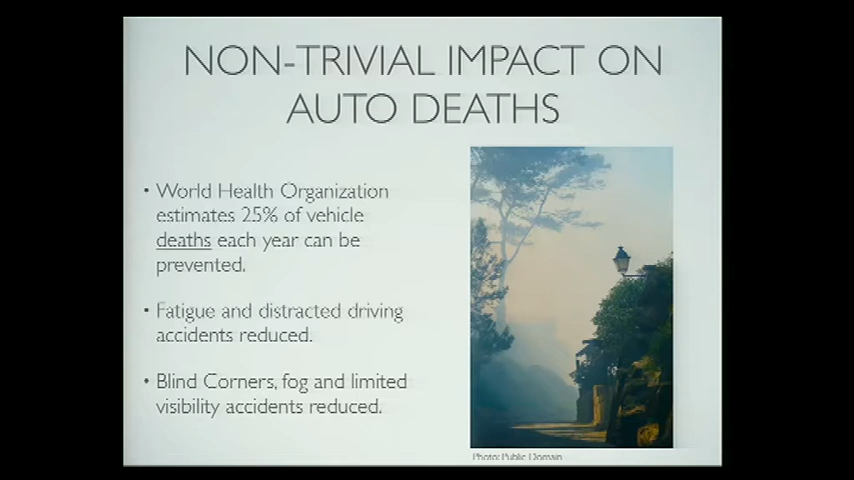 NON-TRIVIAL IMPACT ON
AUTO DEATHS
• World Health Organization
estimates 25% of vehicle
deaths each year can be
prevented.
• Fatigue and distracted driving
accidents reduced.
• Blind Corners, fog and limited
visibility accidents reduced.
Photo: Public Domain